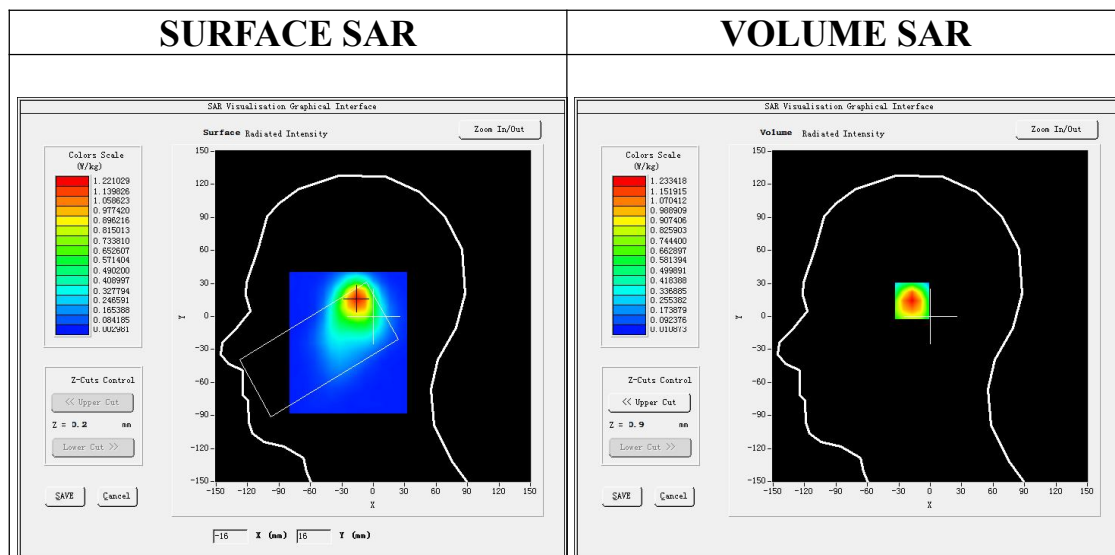 SURFACE SAR
SAR Visualisation Graphical Interface
Surface Radiated Intensity
Zoom In/Out
Colors Scale
(W/kg)
1.221029
1.139826
1.058623
0.977420
0.896216
0.815013
0.733810
0.652607
0.571404
0.490200
0.408997
0.327794
0.246591
0.165388
0.084185
0.002981
150
120
90
60
30
0
-30
-60
-90
-120
-150
Y
-150 -120 -90 -60 -30 0 30 60 90 120 150
X
Z-Cuts Control
<< Upper Cut
Z = 0.2 mm
Lower Cut >>
SAVE Cancel
-16 X (mm) 16 Y (mm)
VOLUME SAR
SAR Visualisation Graphical Interface
Volume Radiated Intensity
Zoom In/Out
Colors Scale
(W/kg)
1.233418
1.151915
1.070412
0.988909
0.907406
0.825903
0.744400
0.662897
0.581394
0.499891
0.418388
0.336885
0.255382
0.173879
0.092376
0.010873
150
120
90
60
30
0
-30
-60
-90
-120
-150
Y
-150 -120 -90 -60 -30 0 30 60 90 120 150
X
Z-Cuts Control
<< Upper Cut
Z = 0.9 mm
Lower Cut >>
SAVE Cancel